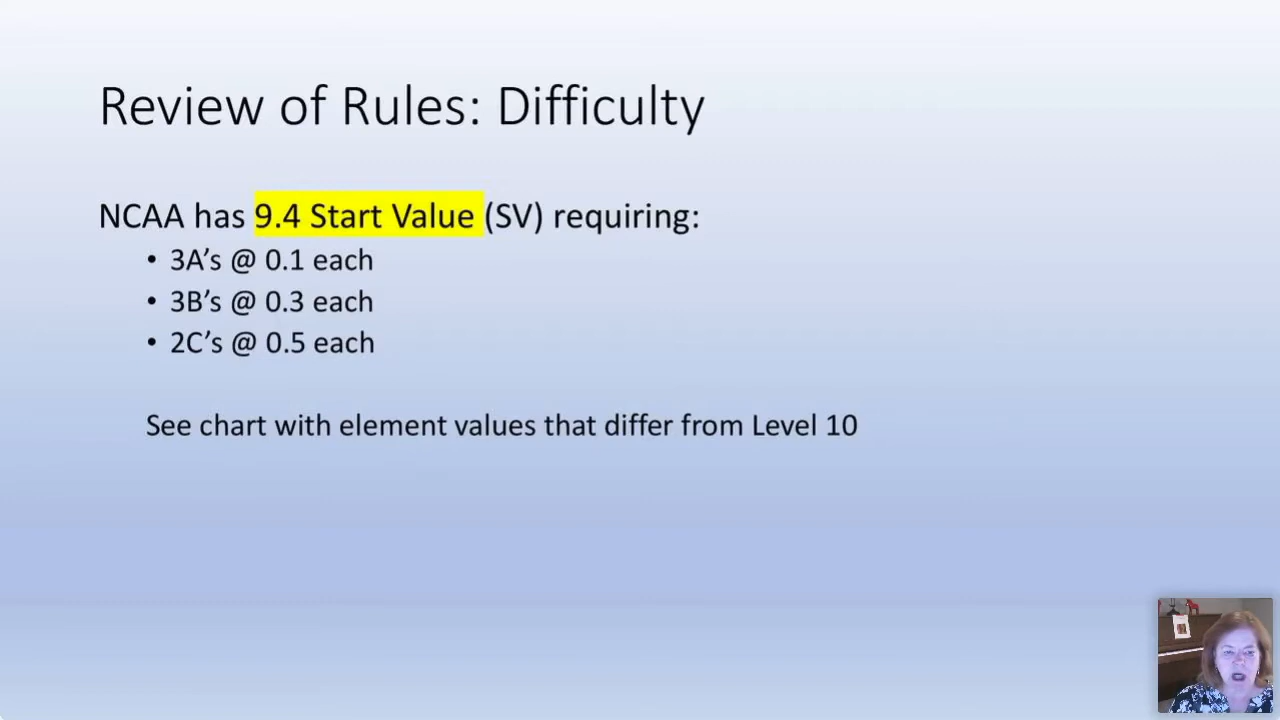 Review of Rules: Difficulty
NCAA has 9.4 Start Value (SV) requiring:
• 3A’s @ 0.1 each
• 3B’s @ 0.3 each
• 2C’s @ 0.5 each
See chart with element values that differ from Level 10